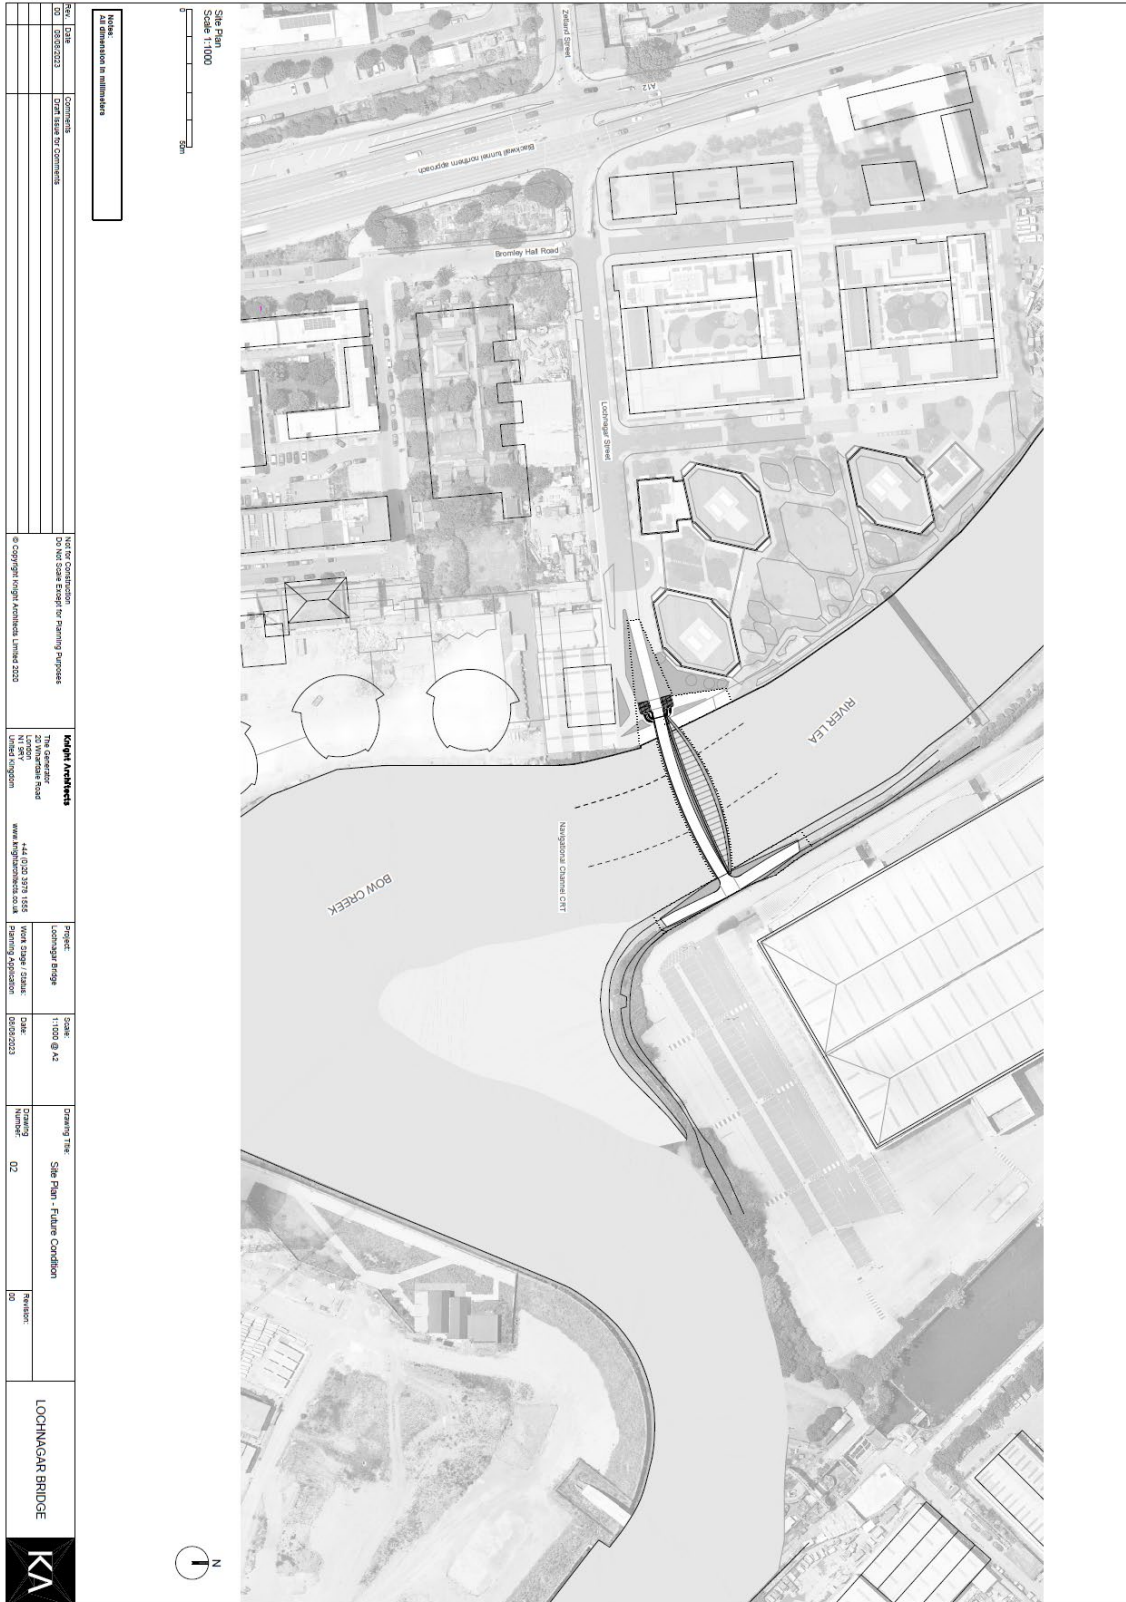 Zetland Street
A12
Blackwall tunnel northern approach
Bromley Hall Road
Lochnagar Street
RIVER LEA
Navigational Channel CRT
BOW CREEK
Site Plan
Scale 1:1000
0
50m
N
Notes:
All dimension in millimeters
Rev.
Date
Comments
00
08/08/2023
Draft Issue for Comments
Not for Construction
Do Not Scale Except for Planning Purposes
© Copyright Knight Architects Limited 2020
Knight Architects
The Generator
20 Wharfdale Road
London
N1 9RY
United Kingdom
+44 (0)20 3978 1555
www.knightarchitects.co.uk
Project:
Lochnagar Bridge
Work Stage / Status:
Planning Application
Scale:
1:1000 @ A2
Date:
08/08/2023
Drawing Title:
Site Plan - Future Condition
Drawing
Number:
02
Revision:
00
LOCHNAGAR BRIDGE
KA